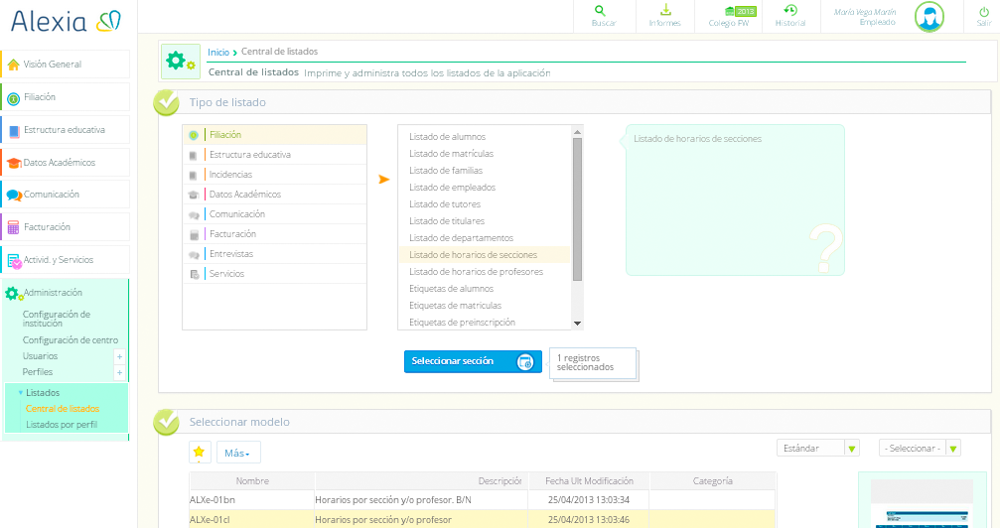 Alexia
Buscar
Informes
2013
Colegio FW
Historial
María Vega Martín
Empleado
Salir
Visión General
Filiación
Estructura educativa
Datos Académicos
Comunicación
Facturación
Activid. y Servicios
Administración
Configuración de
institución
Configuración de centro
Usuarios +
Perfiles +
Listados
Central de listados
Listados por perfil
Inicio › Central de listados
Central de listados Imprime y administra todos los listados de la aplicación
Tipo de listado
Filiación
Estructura educativa
Incidencias
Datos Académicos
Comunicación
Facturación
Entrevistas
Servicios
Listado de alumnos
Listado de matrículas
Listado de familias
Listado de empleados
Listado de tutores
Listado de titulares
Listado de departamentos
Listado de horarios de secciones
Listado de horarios de profesores
Etiquetas de alumnos
Etiquetas de matriculas
Etiquetas de preinscripción
Listado de horarios de secciones
?
Seleccionar sección
1 registros
seleccionados
Seleccionar modelo
Más
Estándar
- Seleccionar -
Nombre Descripción Fecha Ult Modificación Categoría
ALXe-01bn Horarios por sección y/o profesor. B/N 25/04/2013 13:03:34
ALXe-01cl Horarios por sección y/o profesor 25/04/2013 13:03:46